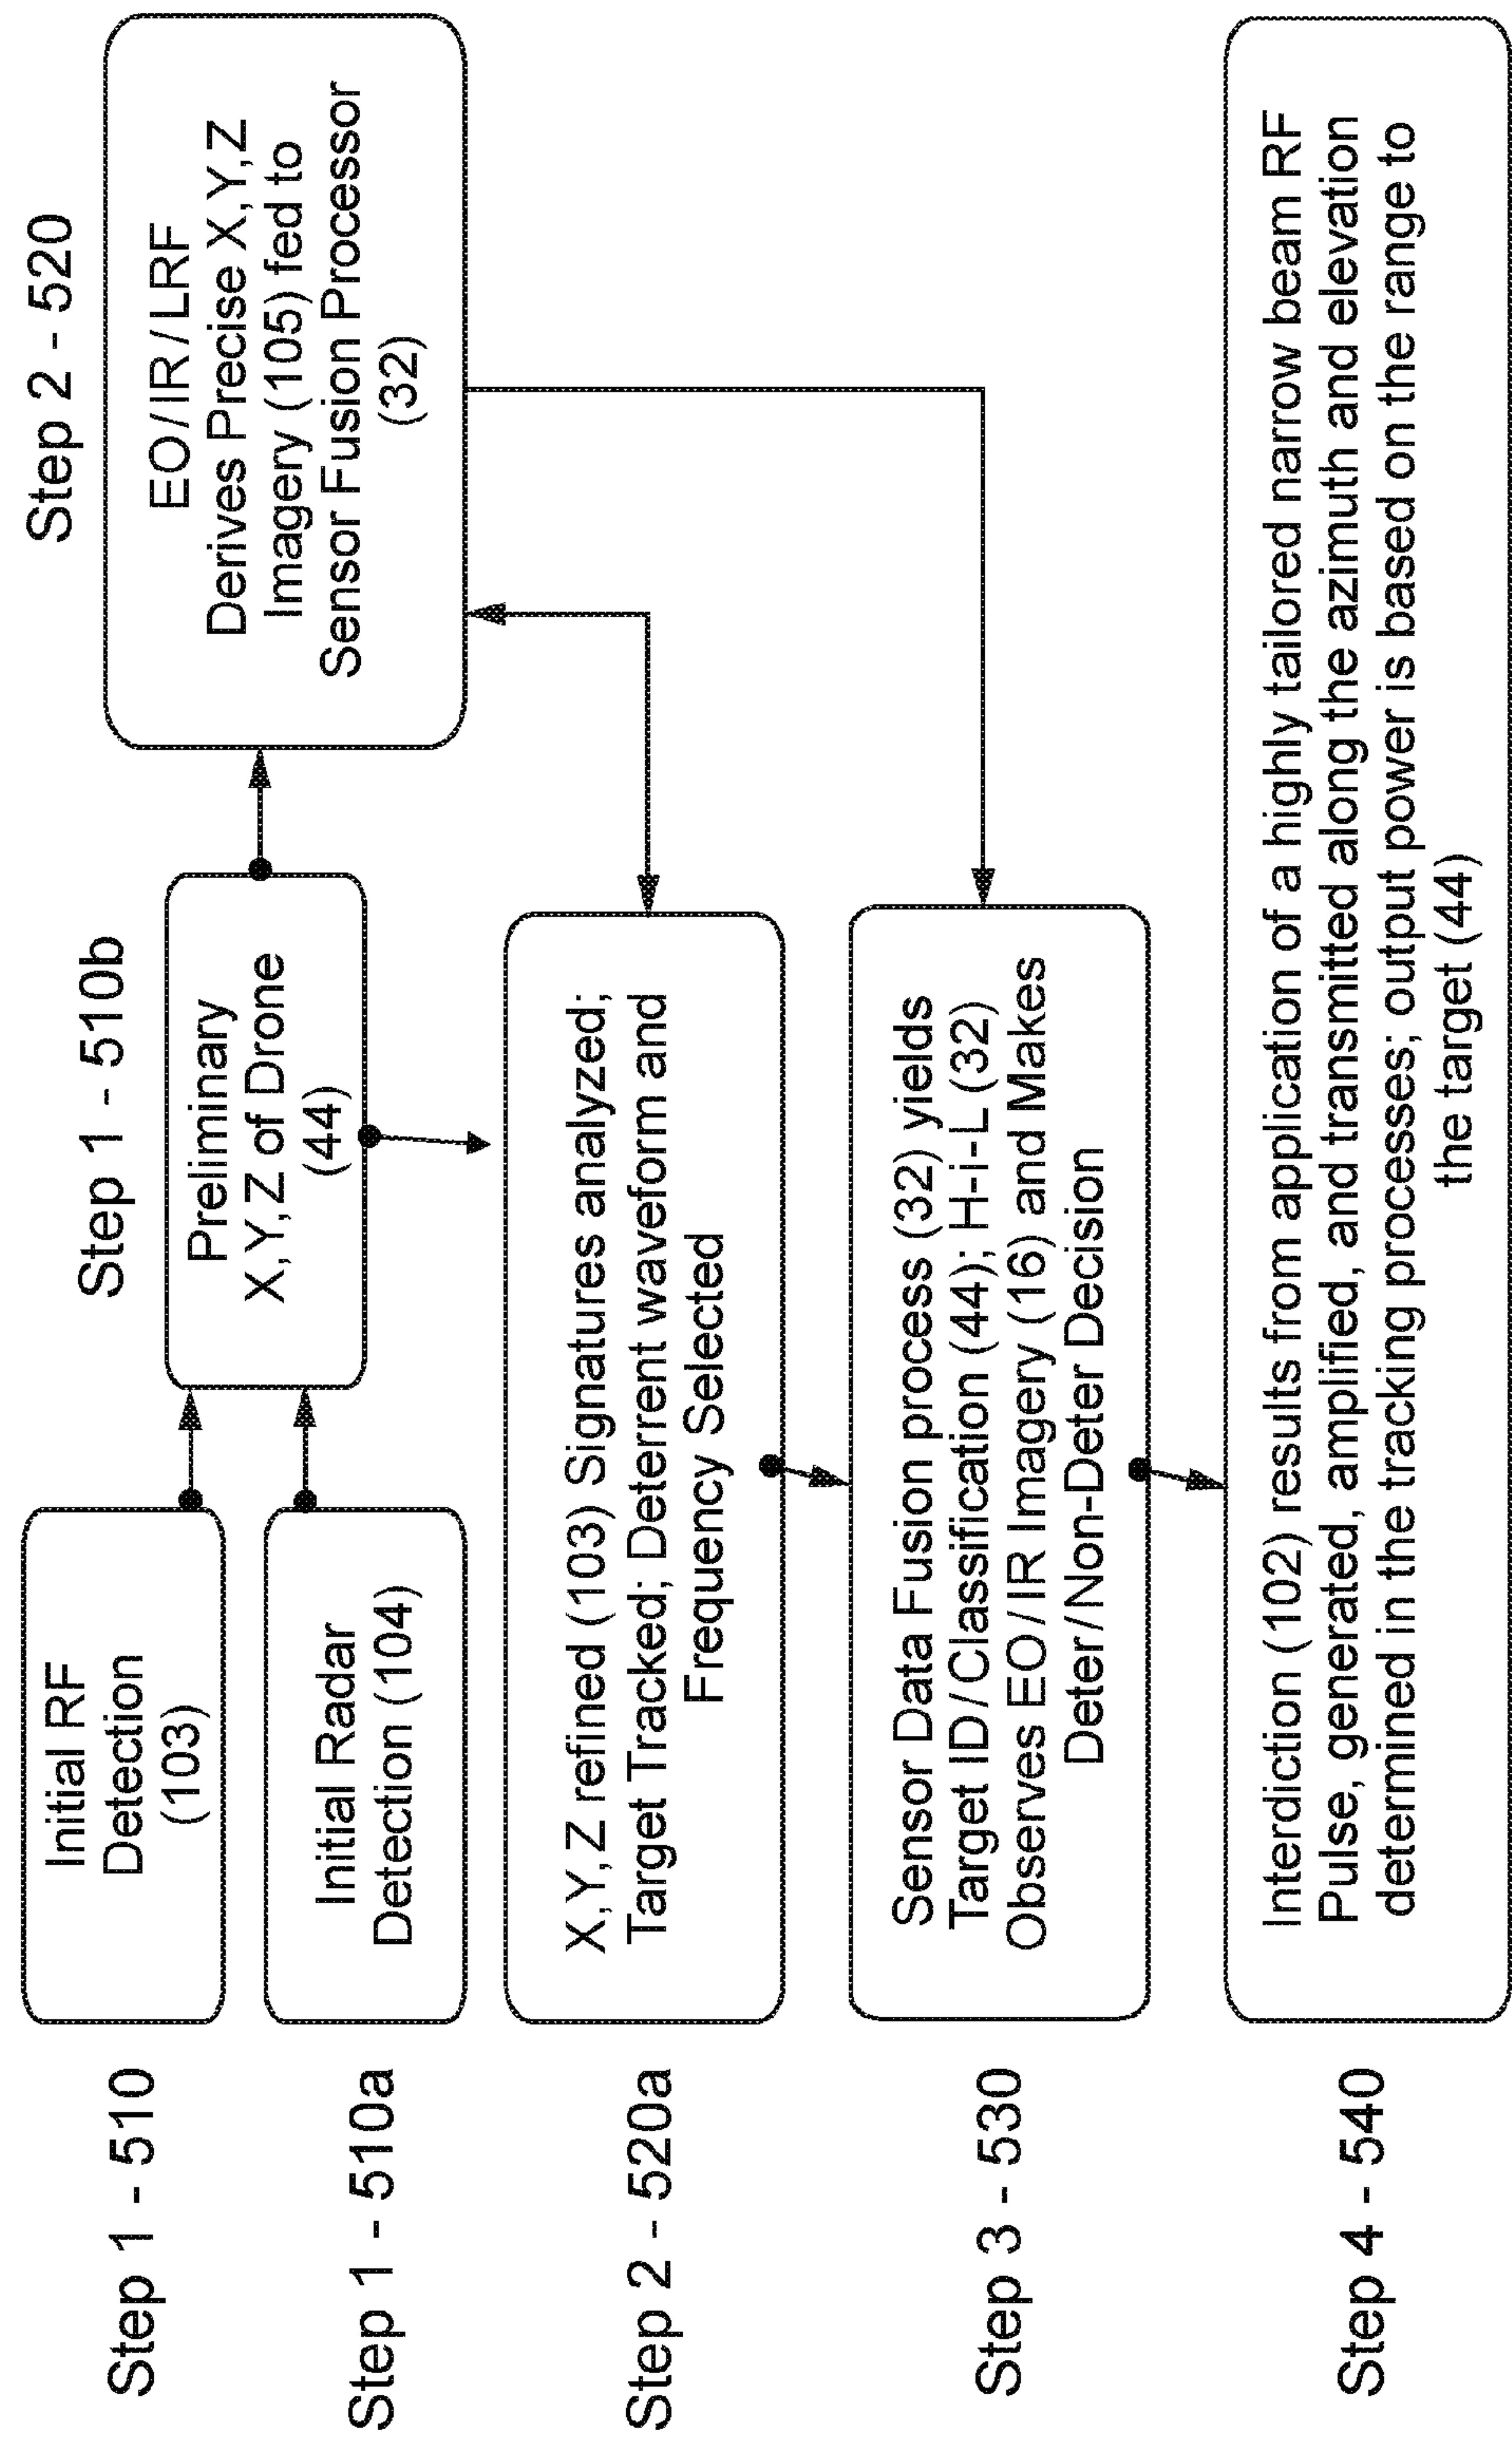 Step 1 - 510
Initial RF
Detection
(103)
Step 1 - 510a
Initial Radar
Detection (104)
Step 1 - 510b
Preliminary
X,Y,Z of Drone
(44)
Step 2 - 520
EO/IR/LRF
Derives Precise X,Y,Z
Imagery (105) fed to
Sensor Fusion Processor
(32)
Step 2 - 520a
X,Y,Z refined (103) Signatures analyzed;
Target Tracked; Deterrent waveform and
Frequency Selected
Step 3 - 530
Sensor Data Fusion process (32) yields
Target ID/Classification (44); H-i-L (32)
Observes EO/IR Imagery (16) and Makes
Deter/Non-Deter Decision
Step 4 - 540
Interdiction (102) results from application of a highly tailored narrow beam RF
Pulse, generated, amplified, and transmitted along the azimuth and elevation
determined in the tracking processes; output power is based on the range to
the target (44)